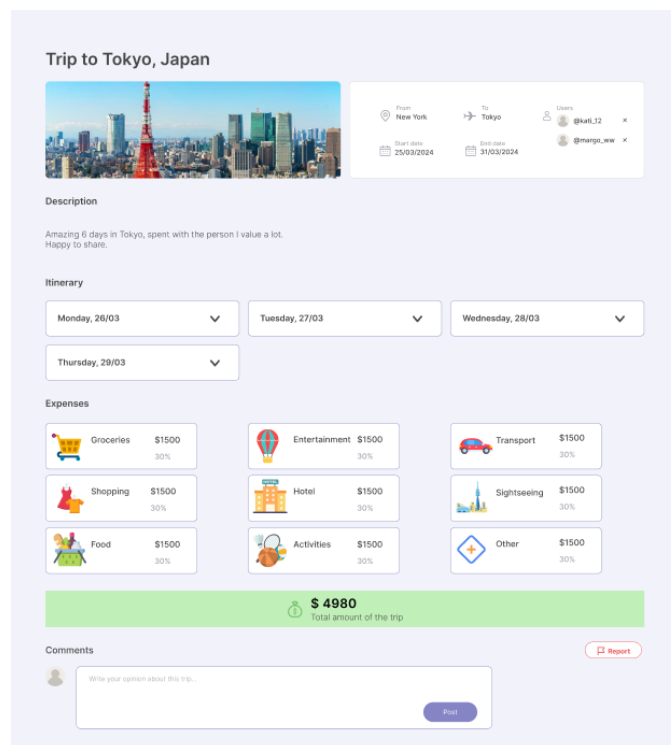 Trip to Tokyo, Japan
From
New York
To
Tokyo
Users
@kati_12 ×
@margo_ww ×
Start date
25/03/2024
End date
31/03/2024
Description
Amazing 6 days in Tokyo, spent with the person I value a lot.
Happy to share.
Itinerary
Monday, 26/03
Tuesday, 27/03
Wednesday, 28/03
Thursday, 29/03
Expenses
Groceries $1500
30%
Entertainment $1500
30%
Transport $1500
30%
Shopping $1500
30%
HOTEL
Hotel $1500
30%
Sightseeing $1500
30%
Food $1500
30%
Activities $1500
30%
Other $1500
30%
$ 4980
Total amount of the trip
Comments
Report
Write your opinion about this trip...
Post